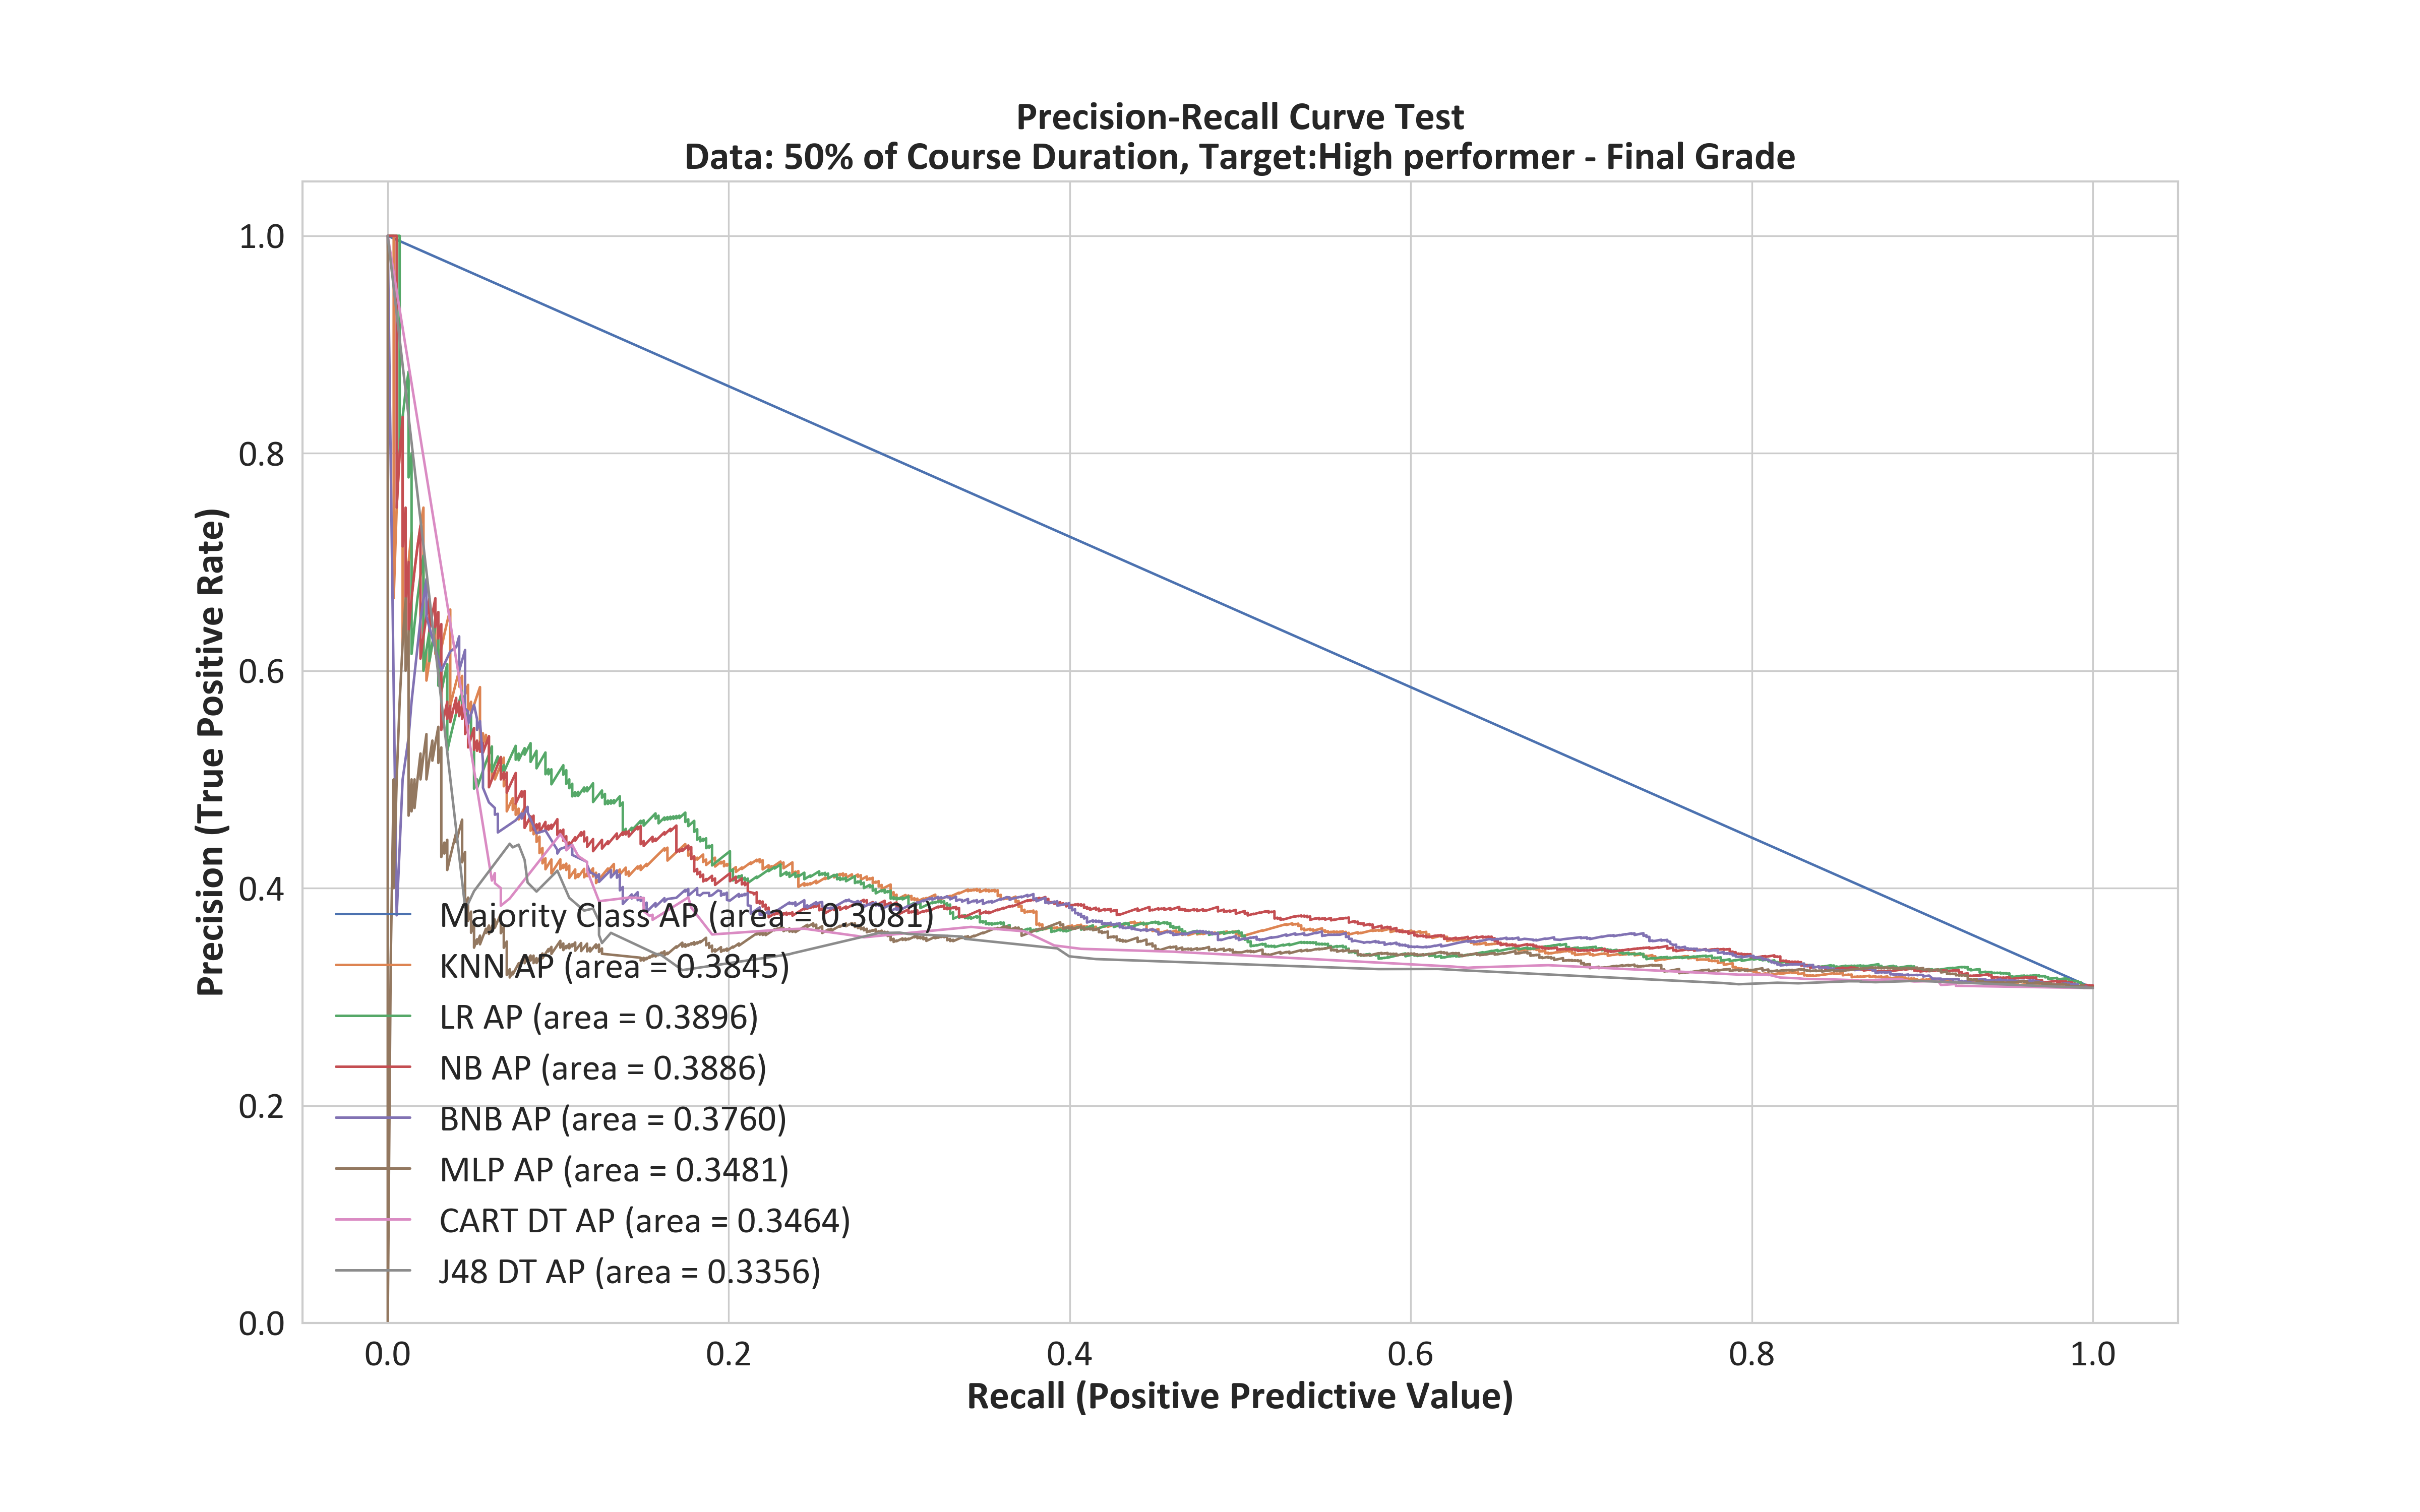 Precision-Recall Curve Test
Data: 50% of Course Duration, Target:High performer - Final Grade
Precision (True Positive Rate)
1.0
0.8
0.6
0.4
0.2
0.0
Majority Class AP (area = 0.3081)
KNN AP (area = 0.3845)
LR AP (area = 0.3896)
NB AP (area = 0.3886)
BNB AP (area = 0.3760)
MLP AP (area = 0.3481)
CART DT AP (area = 0.3464)
J48 DT AP (area = 0.3356)
0.0 0.2 0.4 0.6 0.8 1.0
Recall (Positive Predictive Value)